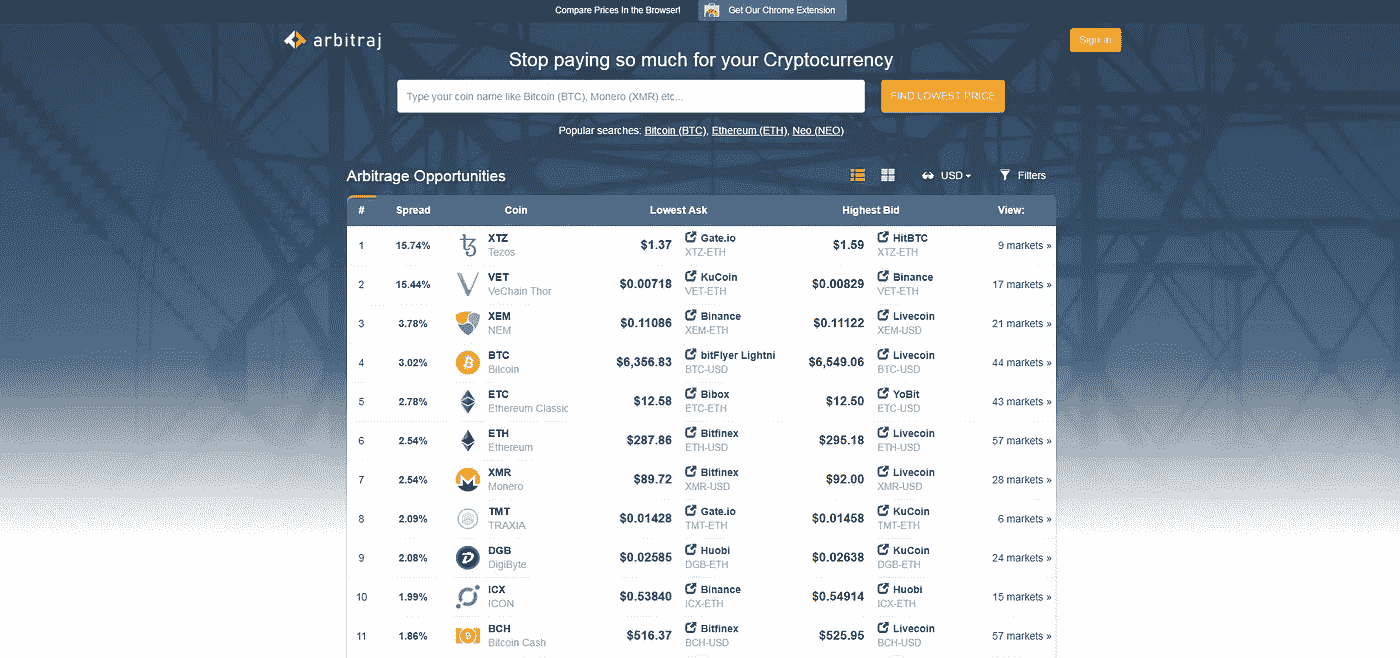 Compare Prices In the Browser! Get Our Chrome Extension
arbitraj
Sign in
Stop paying so much for your Cryptocurrency
Type your coin name like Bitcoin (BTC), Monero (XMR) etc... FIND LOWEST PRICE
Popular searches: Bitcoin (BTC), Ethereum (ETH), Neo (NEO)
Arbitrage Opportunities USD Filters
# Spread Coin Lowest Ask Highest Bid View:
1 15.74% XTZ $1.37 Gate.io $1.59 HitBTC 9 markets »
Tezos XTZ-ETH XTZ-ETH
2 15.44% VET $0.00718 KuCoin $0.00829 Binance 17 markets »
VeChain Thor VET-ETH VET-ETH
3 3.78% XEM $0.11086 Binance $0.11122 Livecoin 21 markets »
NEM XEM-ETH XEM-USD
4 3.02% BTC $6,356.83 bitFlyer Lightni $6,549.06 Livecoin 44 markets »
Bitcoin BTC-USD BTC-USD
5 2.78% ETC $12.58 Bibox $12.50 YoBit 43 markets »
Ethereum Classic ETC-ETH ETC-USD
6 2.54% ETH $287.86 Bitfinex $295.18 Livecoin 57 markets »
Ethereum ETH-USD ETH-USD
7 2.54% XMR $89.72 Bitfinex $92.00 Livecoin 28 markets »
Monero XMR-USD XMR-USD
8 2.09% TMT $0.01428 Gate.io $0.01458 KuCoin 6 markets »
TRAXIA TMT-ETH TMT-ETH
9 2.08% DGB $0.02585 Huobi $0.02638 KuCoin 24 markets »
DigiByte DGB-ETH DGB-ETH
10 1.99% ICX $0.53840 Binance $0.54914 Huobi 15 markets »
ICON ICX-ETH ICX-ETH
11 1.86% BCH $516.37 Bitfinex $525.95 Livecoin 57 markets »
Bitcoin Cash BCH-USD BCH-USD